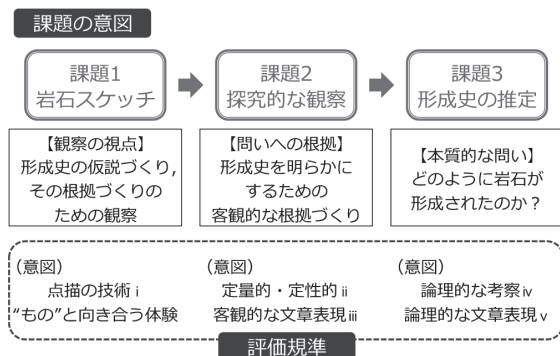 課題の意図
課題1
岩石スケッチ
課題2
探究的な観察
課題3
形成史の推定
【観察の視点】
形成史の仮説づくり,
その根拠づくりの
ための観察
【問いへの根拠】
形成史を明らかに
するための
客観的な根拠づくり
【本質的な問い】
どのように岩石が
形成されたのか？
(意図)
点描の技術 i
“もの”と向き合う体験
(意図)
定量的・定性的 ii
客観的な文章表現 iii
(意図)
論理的な考察 iv
論理的な文章表現 v
評価規準